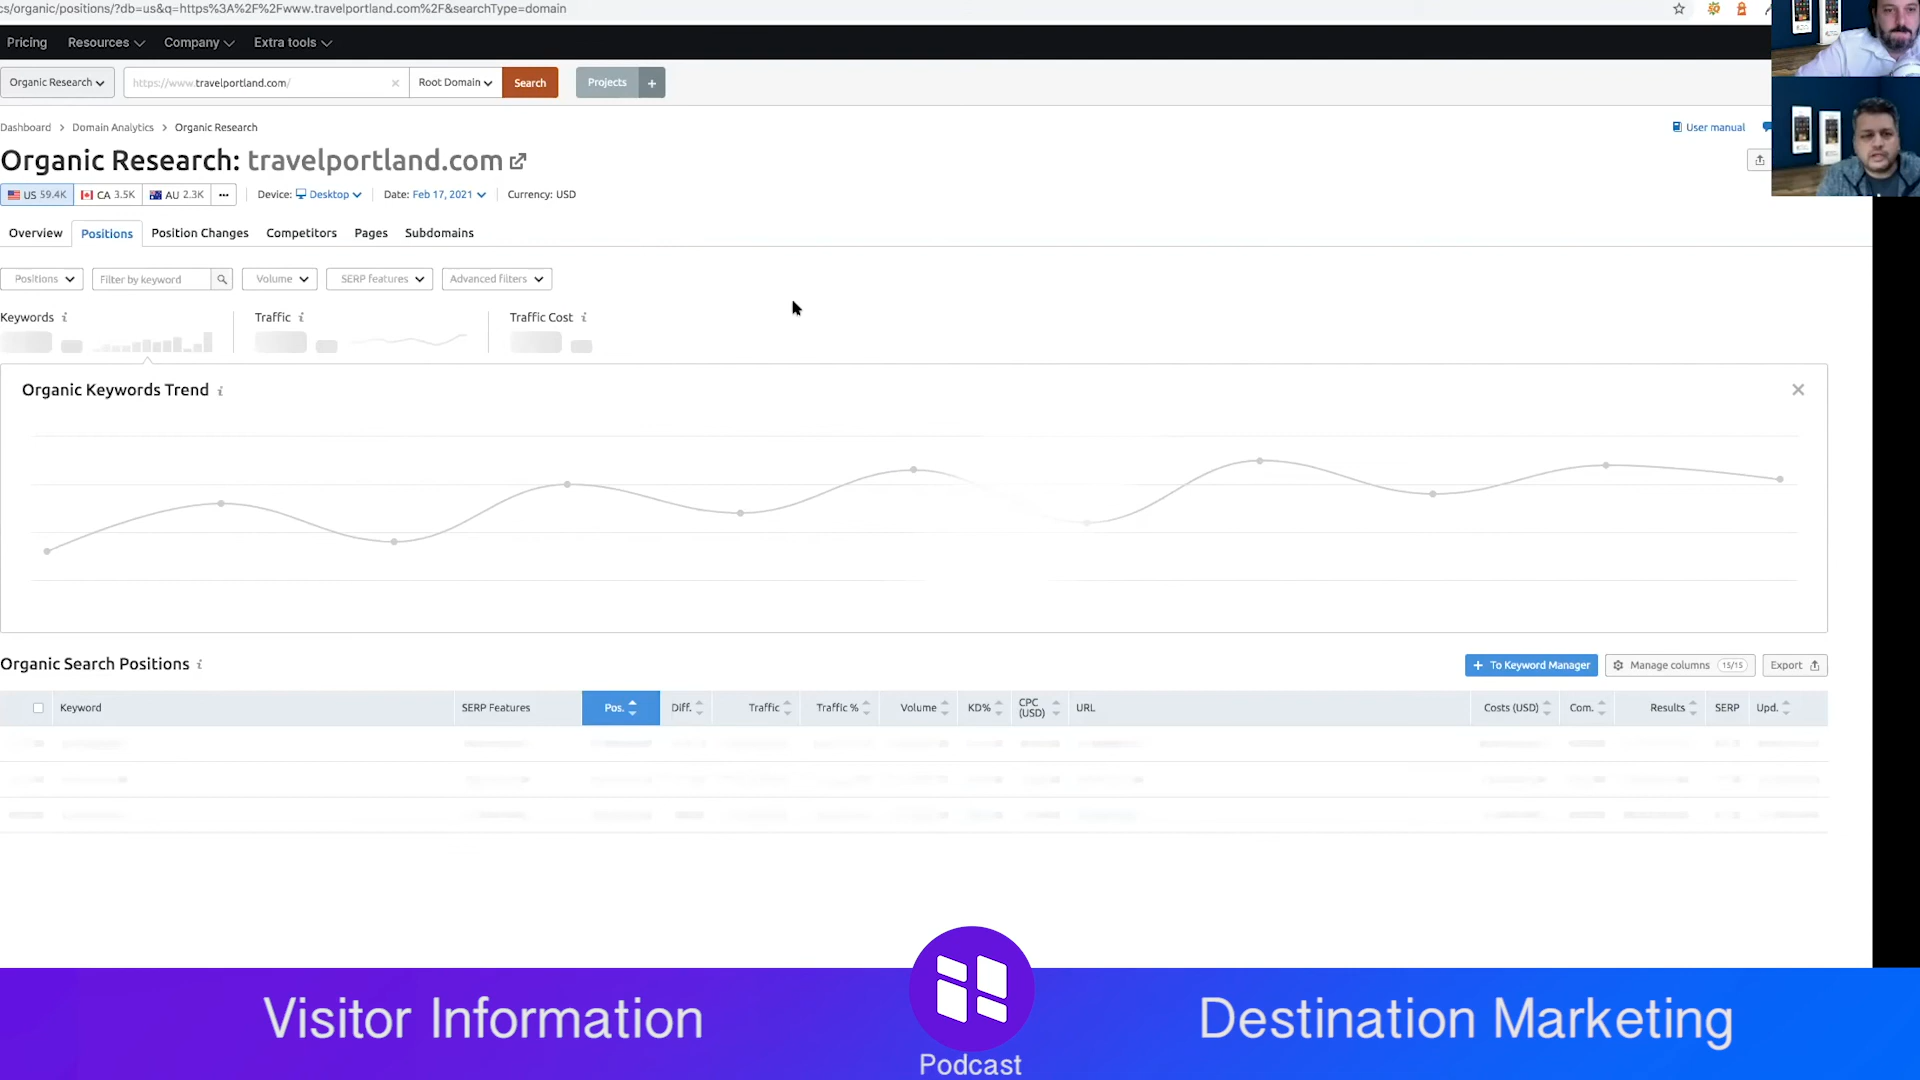 cs/organic/positions/?db=us&q=https%3A%2F%2Fwww.travelportland.com%2F&searchType=domain
Pricing Resources Company Extra tools
Organic Research https://www.travelportland.com/ × Root Domain Search Projects +
Dashboard > Domain Analytics > Organic Research User manual
Organic Research: travelportland.com
US 59.4K CA 3.5K AU 2.3K ••• Device: Desktop Date: Feb 17, 2021 Currency: USD
Overview Positions Position Changes Competitors Pages Subdomains
Positions Filter by keyword Volume SERP features Advanced filters
Keywords i Traffic i Traffic Cost i
Organic Keywords Trend i
Organic Search Positions i + To Keyword Manager Manage columns 15/15 Export
Keyword SERP Features Pos. Diff. Traffic Traffic % Volume KD% CPC (USD) URL Costs (USD) Com. Results SERP Upd.
Visitor Information Destination Marketing
Podcast